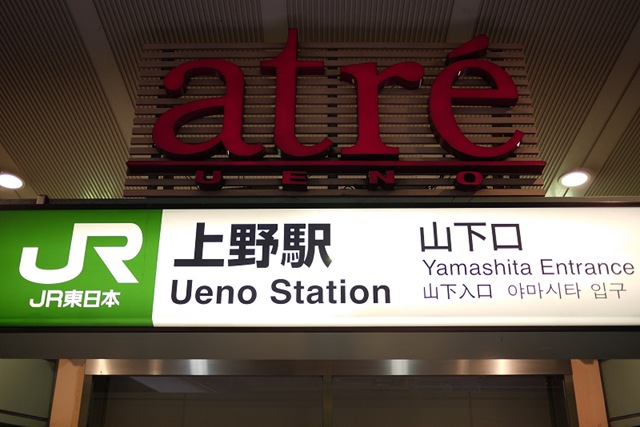 atré
UENO
JR
JR東日本
上野駅
Ueno Station
山下口
Yamashita Entrance
山下入口 야마시타 입구